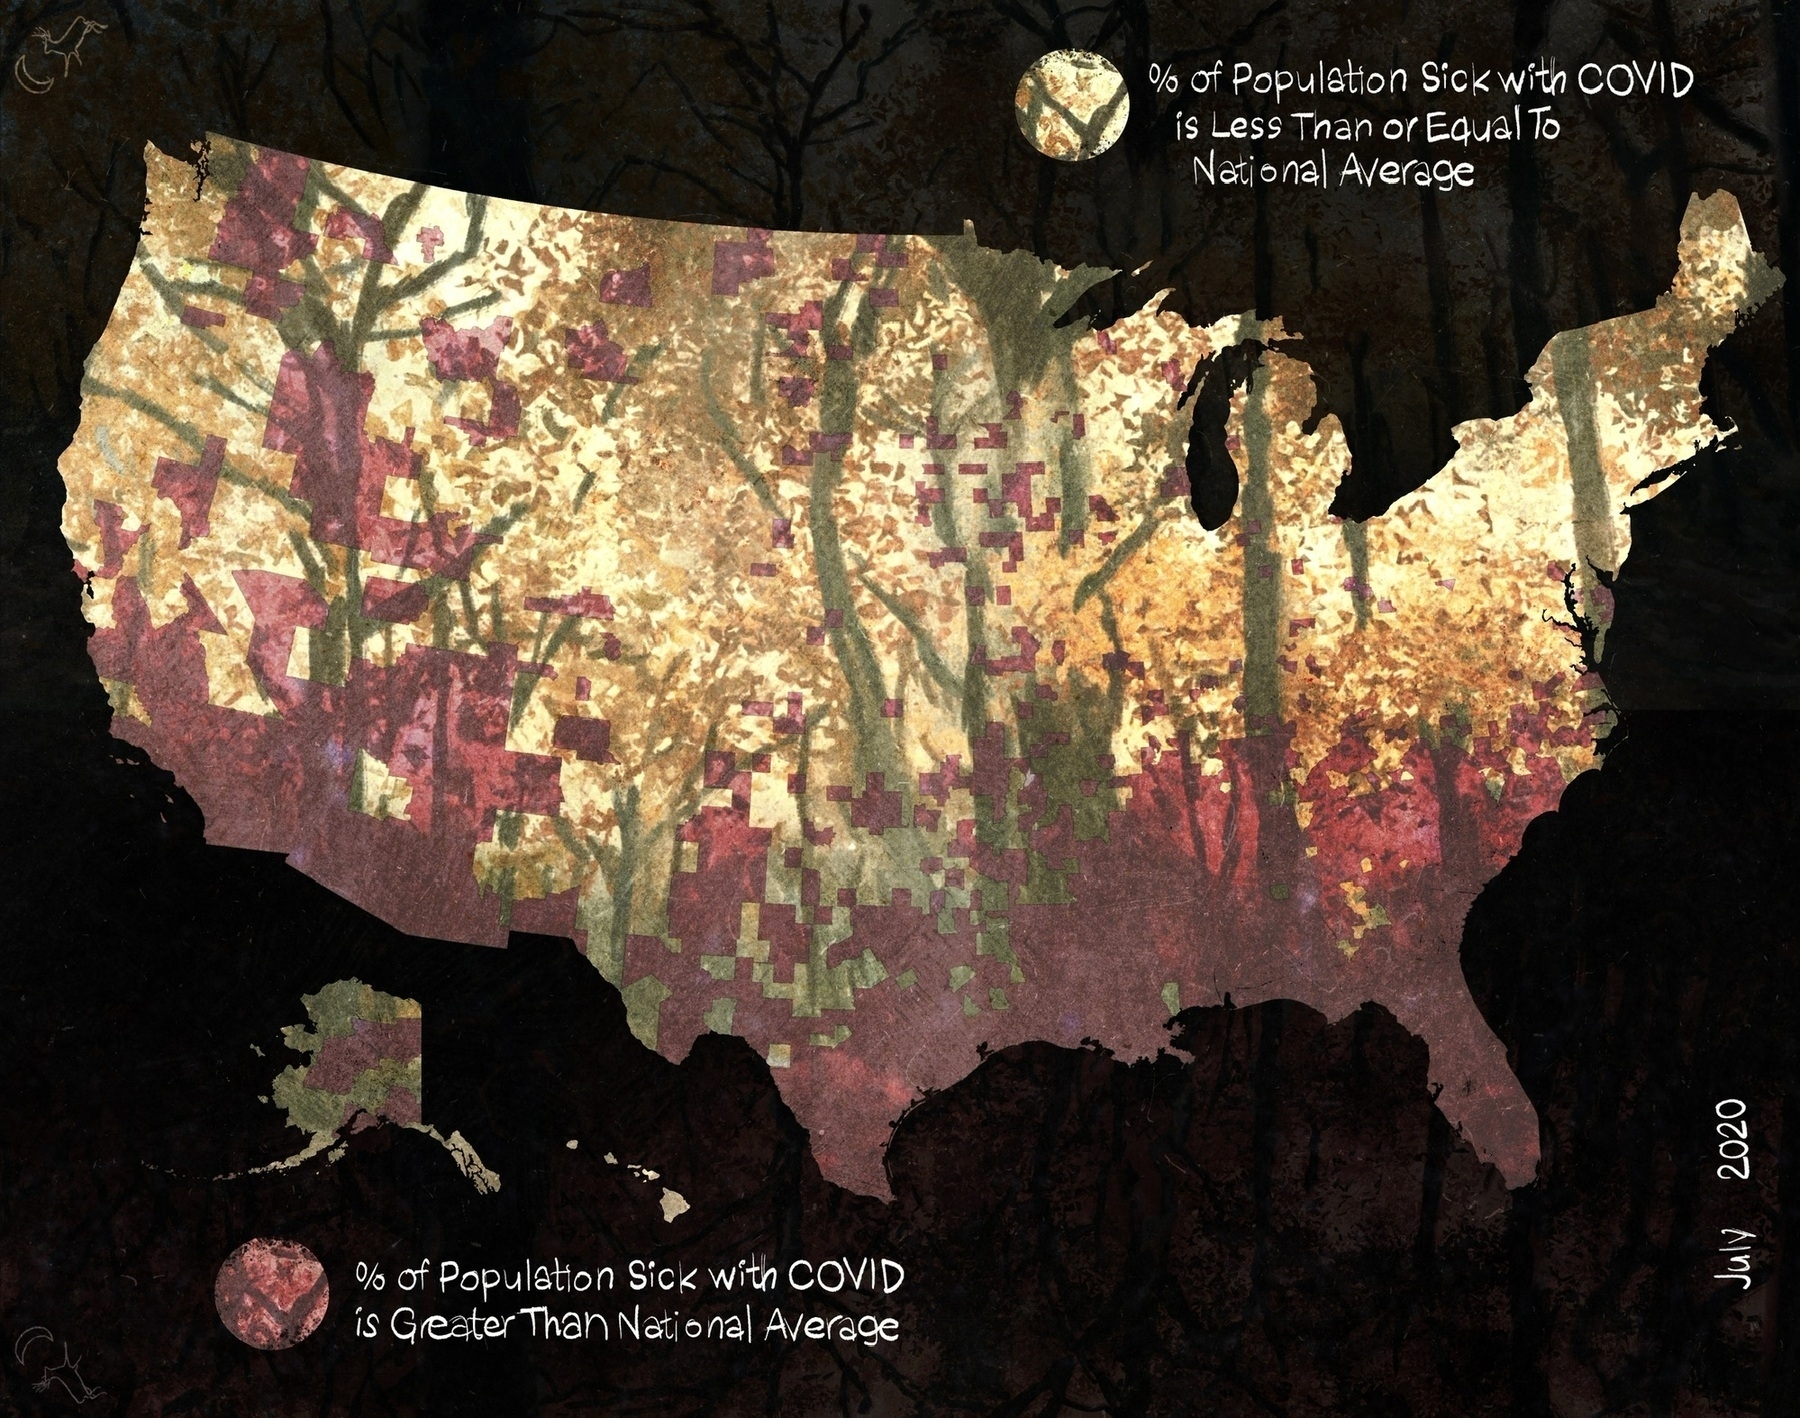 % of Population Sick with COVID
is Less Than or Equal To
National Average
July 2020
% of Population Sick with COVID
is Greater Than National Average